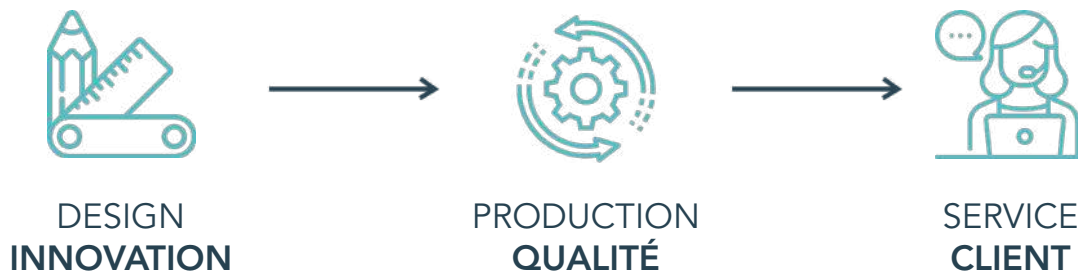 DESIGN
INNOVATION
PRODUCTION
QUALITÉ
SERVICE
CLIENT